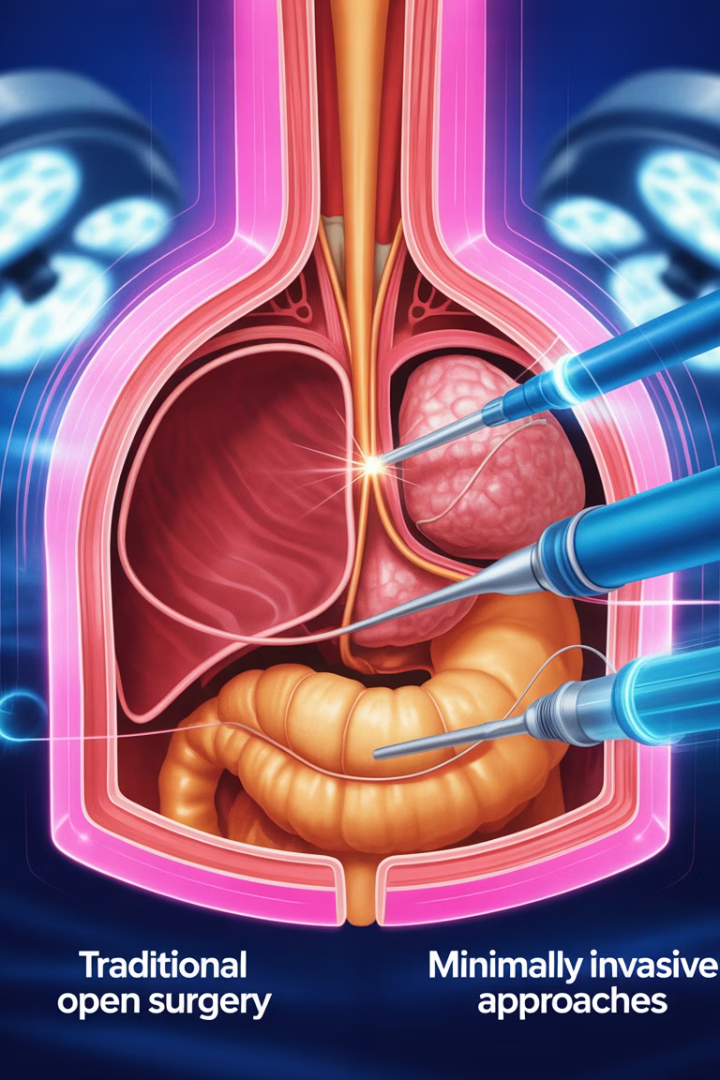 Traditional
open surgery
Minimally invasive
approaches